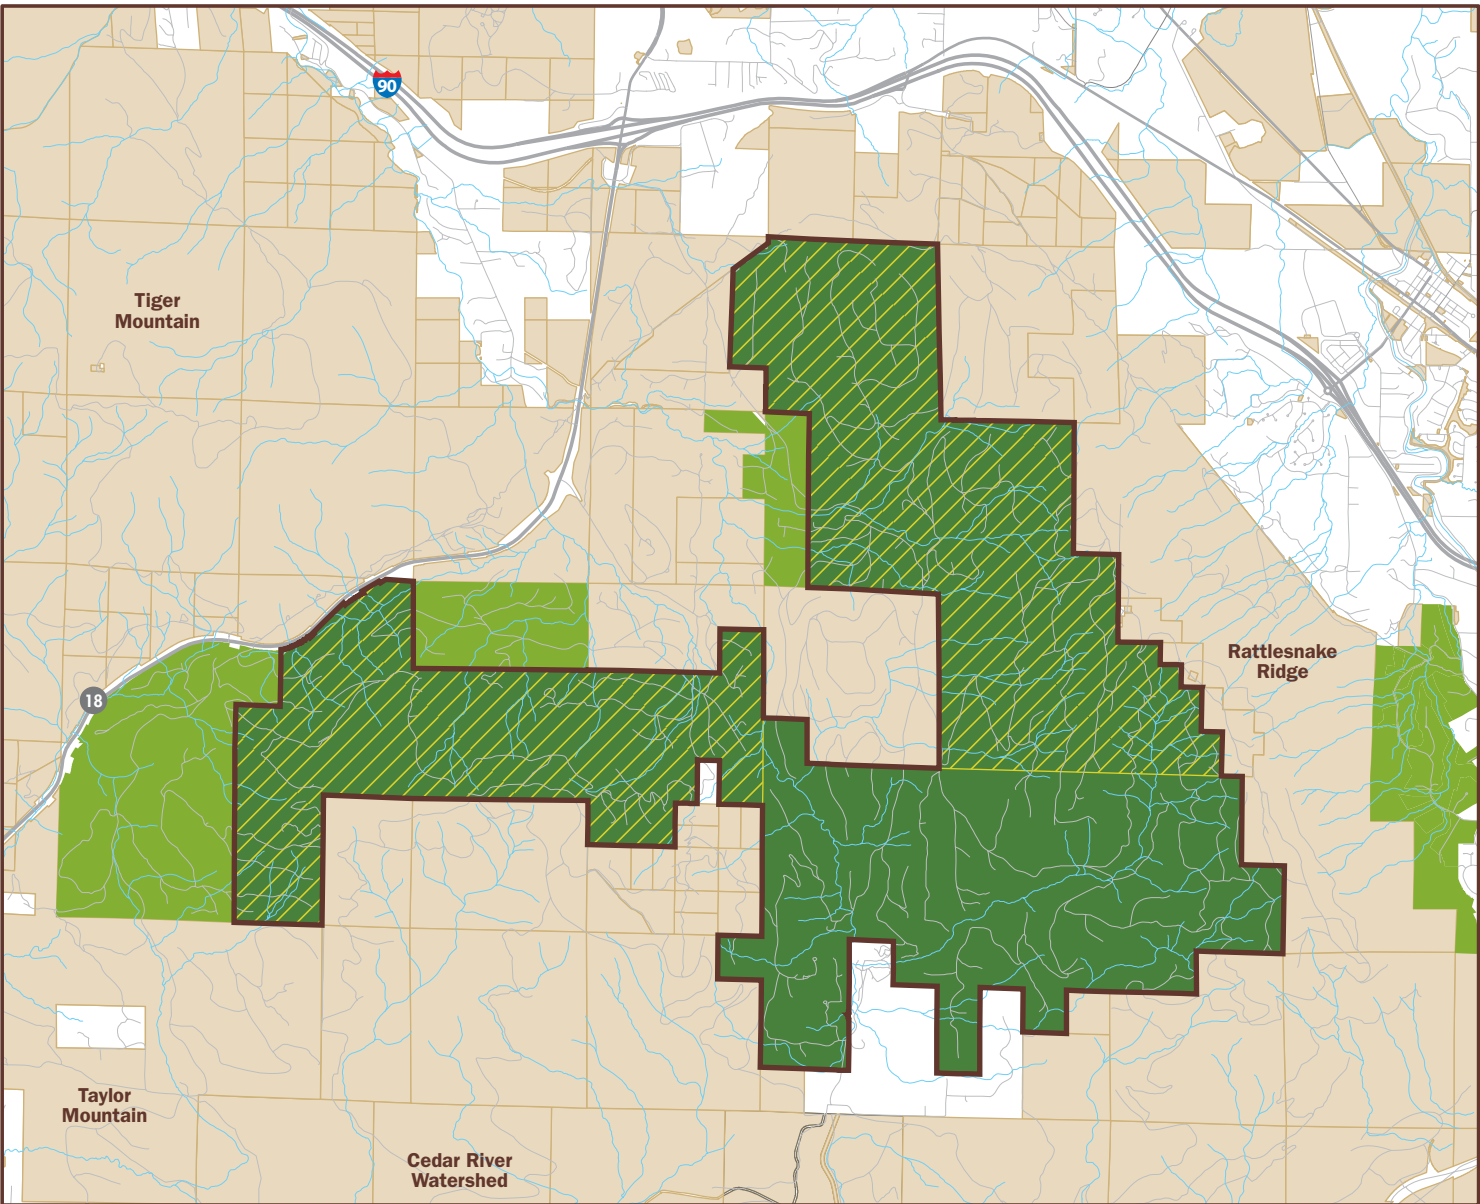 90
Tiger
Mountain
Rattlesnake
Ridge
18
Taylor
Mountain
Cedar River
Watershed